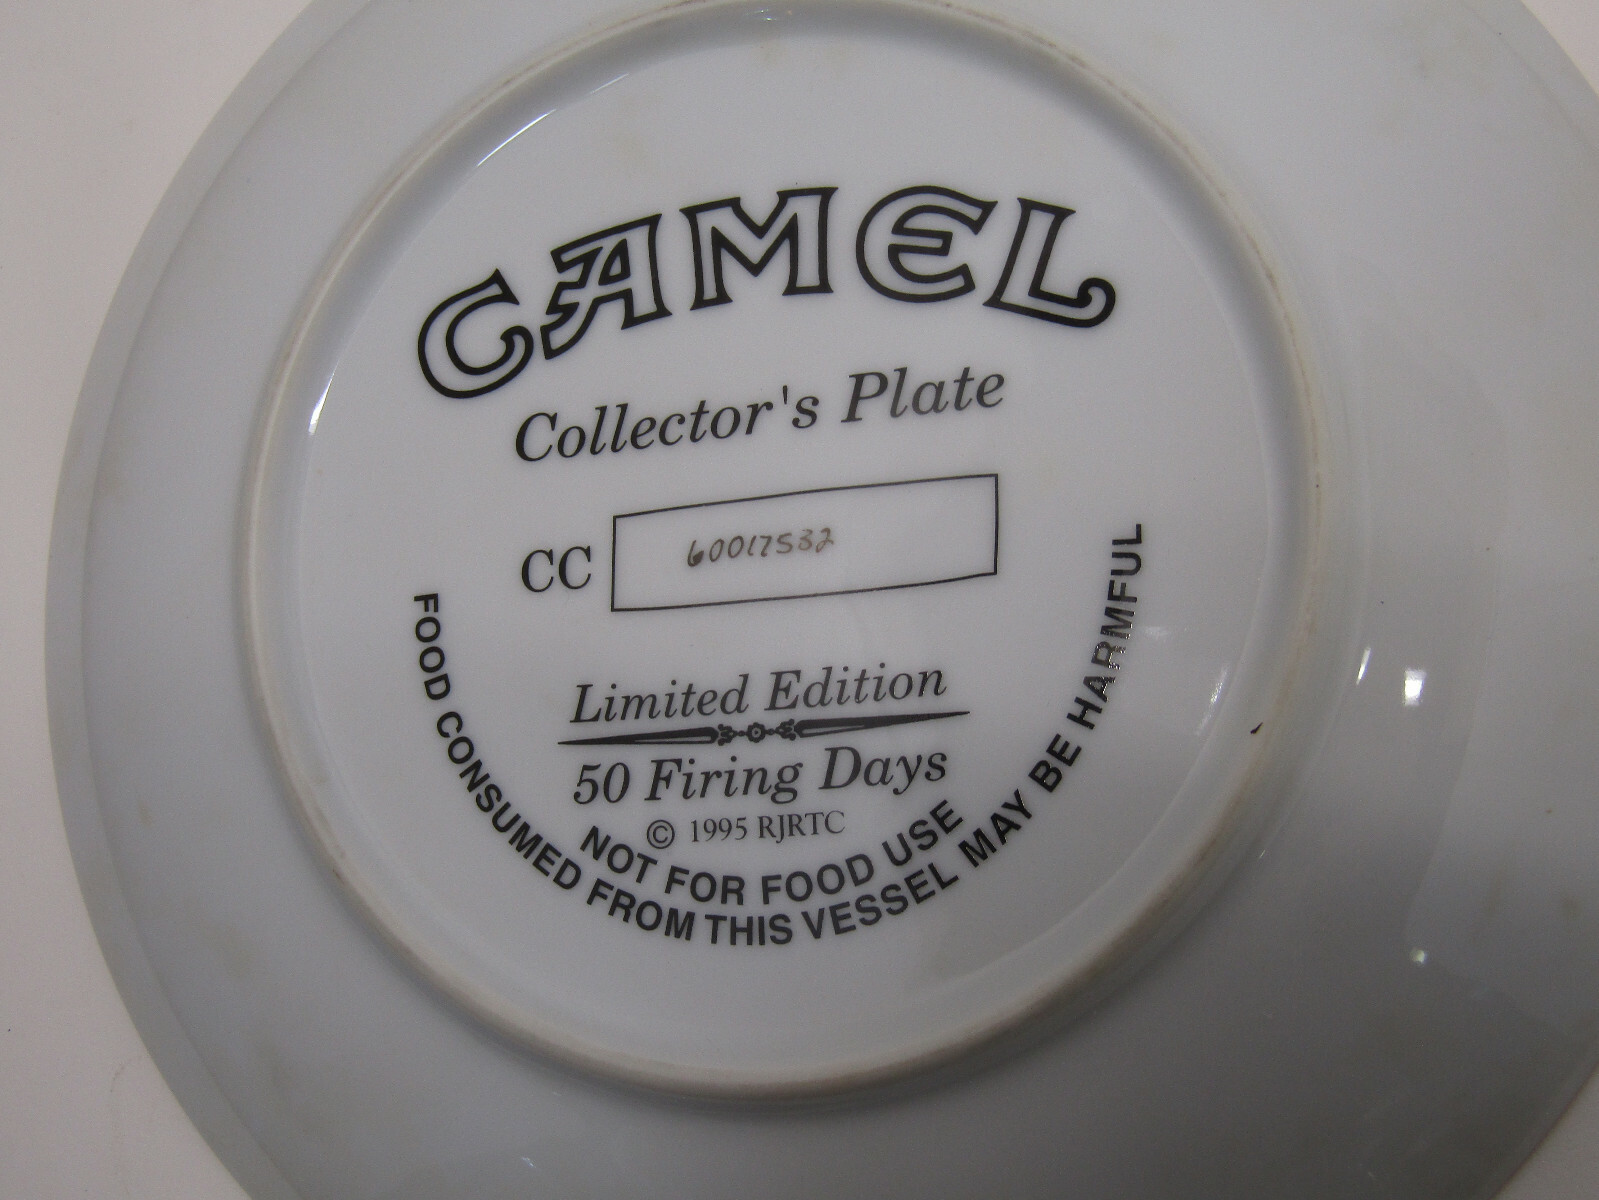 CAMEL
Collector's Plate
CC 60017532
Limited Edition
50 Firing Days
© 1995 RJRTC
NOT FOR FOOD USE
FOOD CONSUMED FROM THIS VESSEL MAY BE HARMFUL